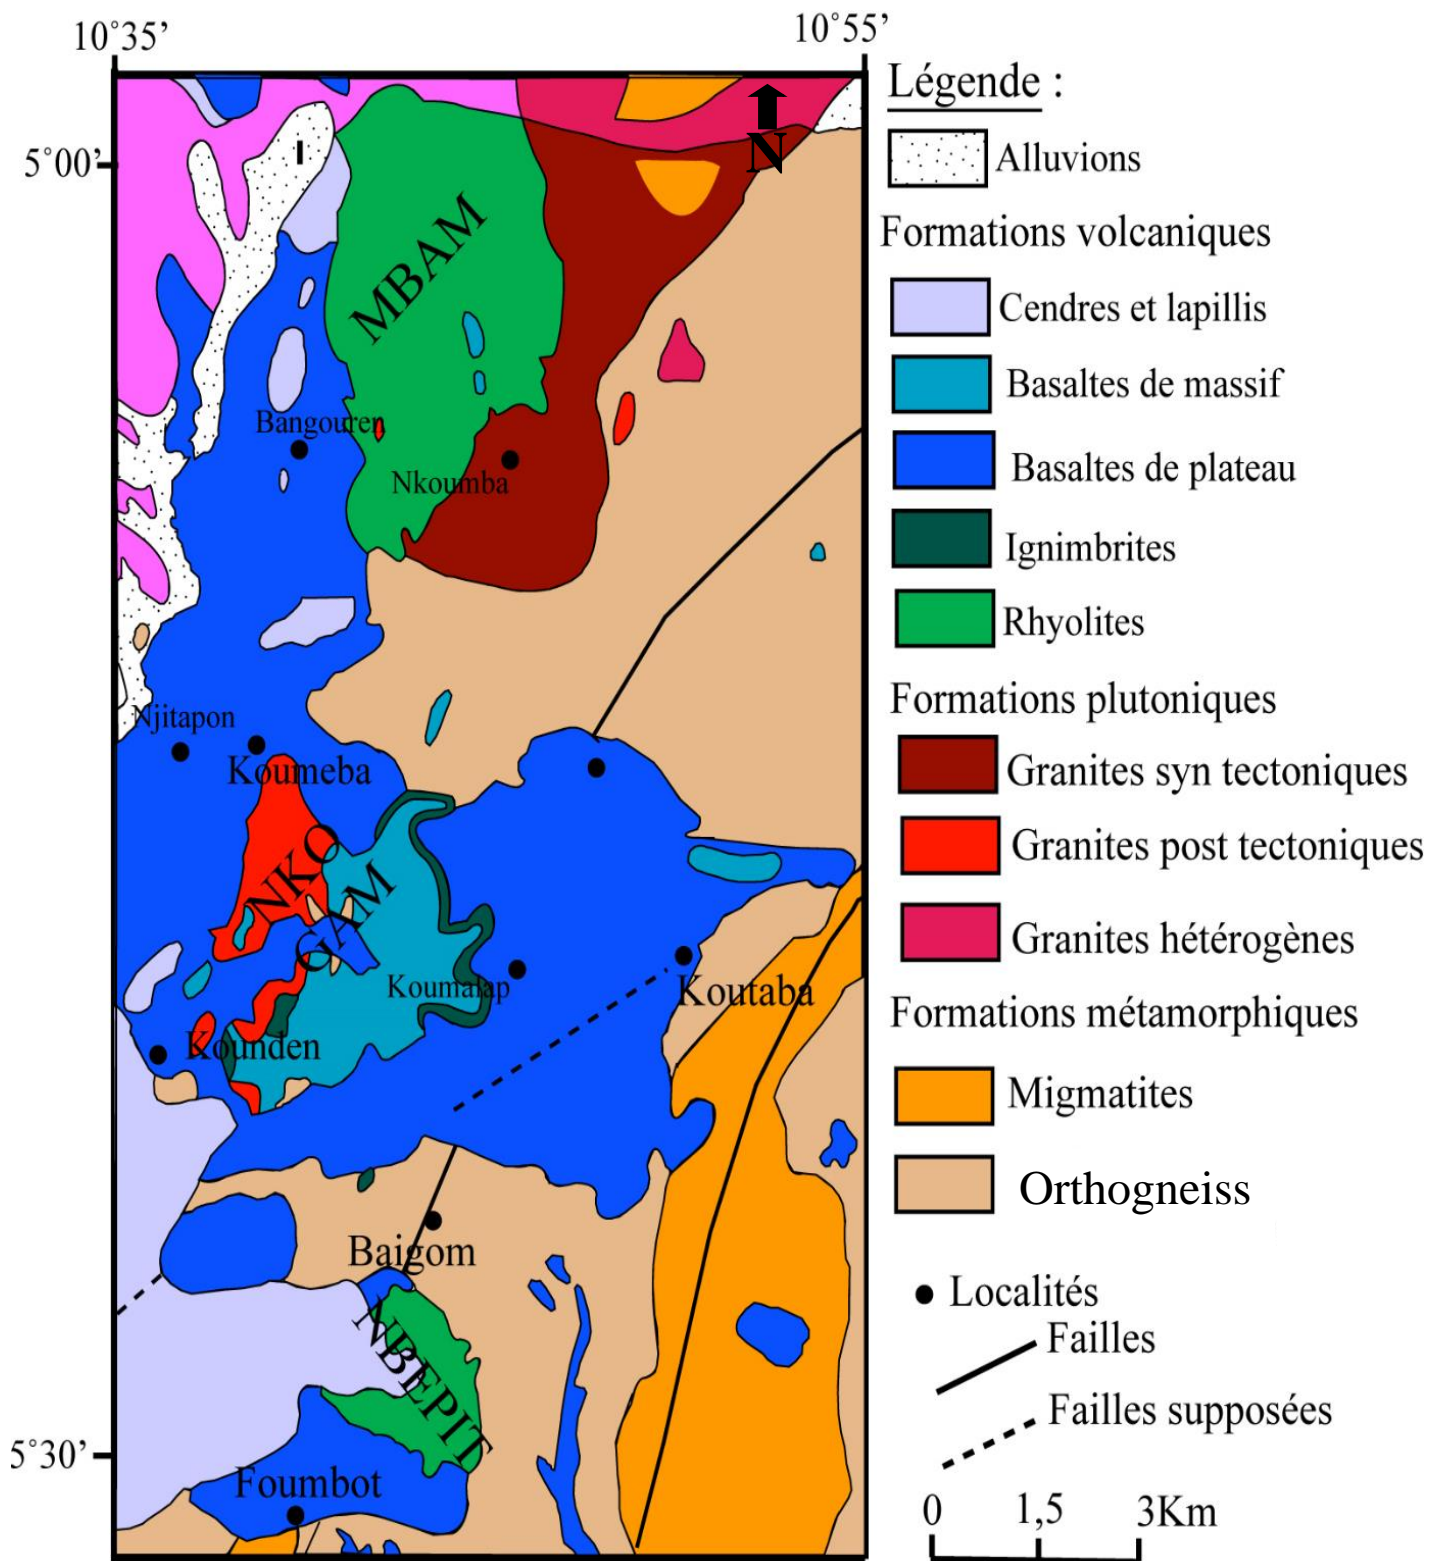 10˚35’
10˚55’
5˚00’
5˚30’
N
I
MBAM
Bangouren
Nkoumba
Njitapon
Koumeba
NKO
GAM
Koumalap
Koutaba
Kounden
Baigom
NBEPIT
Foumbot
Légende :
Alluvions
Formations volcaniques
Cendres et lapillis
Basaltes de massif
Basaltes de plateau
Ignimbrites
Rhyolites
Formations plutoniques
Granites syn tectoniques
Granites post tectoniques
Granites hétérogènes
Formations métamorphiques
Migmatites
Orthogneiss
Localités
Failles
Failles supposées
0 1,5 3Km